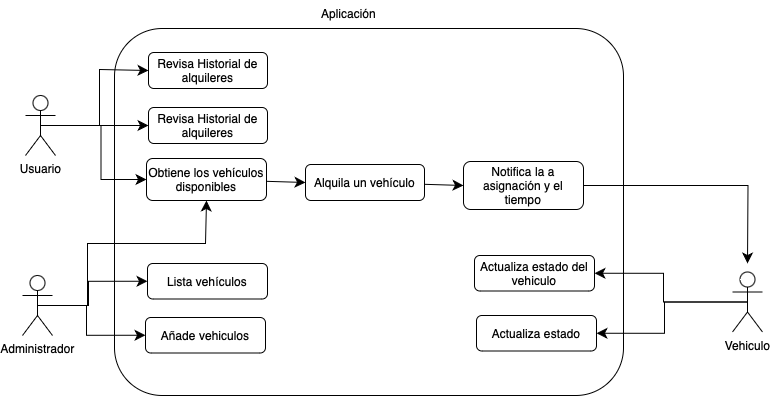 Aplicación
Revisa Historial de
alquileres
Revisa Historial de
alquileres
Usuario
Obtiene los vehículos
disponibles
Alquila un vehículo
Notifica la a
asignación y el
tiempo
Lista vehículos
Actualiza estado del
vehiculo
Administrador
Añade vehiculos
Actualiza estado
Vehiculo